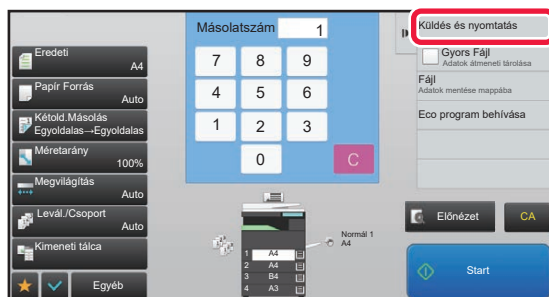 Eredeti
A4
Papír Forrás
Auto
Kétold.Másolás
Egyoldalas→Egyoldalas
Méretarány
100%
Megvilágítás
Auto
Levál./Csoport
Auto
Kimeneti tálca
Egyéb
Másolatszám
1
7 8 9
4 5 6
1 2 3
0 C
Normál 1
A4
1 A4
2 A4
3 B4
4 A3
Küldés és nyomtatás
Gyors Fájl
Adatok átmeneti tárolása
Fájl
Adatok mentése mappába
Eco program behívása
Előnézet
CA
Start